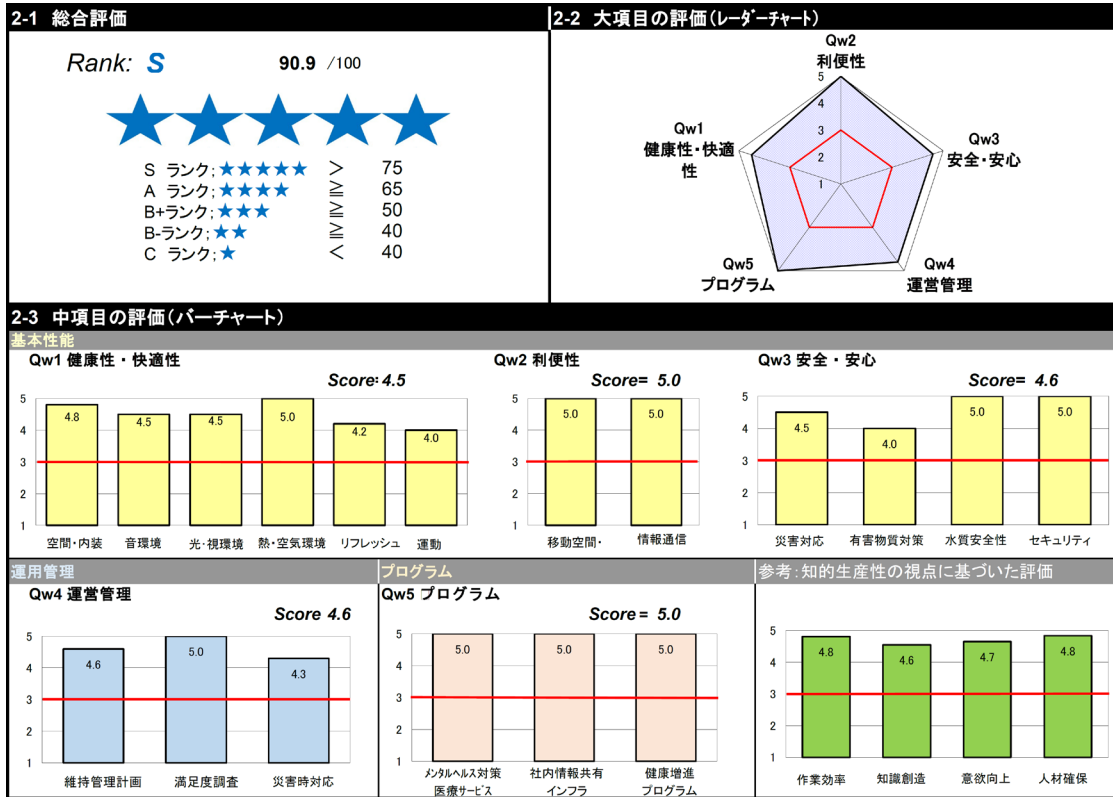 2-1 総合評価
Rank: S 90.9 /100
S ランク;★★★★★ ＞ 75
A ランク;★★★★ ≧ 65
B+ランク;★★★ ≧ 50
B-ランク;★★ ≧ 40
C ランク;★ ＜ 40
2-2 大項目の評価(レーダーチャート)
Qw2
利便性
5
4
3
2
1
Qw1
健康性・快適
性
Qw3
安全・安心
Qw5
プログラム
Qw4
運営管理
2-3 中項目の評価(バーチャート)
基本性能
Qw1 健康性・快適性
Score: 4.5
5
4
3
2
1
4.8 4.5 4.5 5.0 4.2 4.0
空間・内装 音環境 光・視環境 熱・空気環境 リフレッシュ 運動
Qw2 利便性
Score= 5.0
5
4
3
2
1
5.0 5.0
移動空間・ 情報通信
Qw3 安全・安心
Score= 4.6
5
4
3
2
1
4.5 4.0 5.0 5.0
災害対応 有害物質対策 水質安全性 セキュリティ
運用管理
Qw4 運営管理
Score 4.6
5
4
3
2
1
4.6 5.0 4.3
維持管理計画 満足度調査 災害時対応
プログラム
Qw5 プログラム
Score = 5.0
5
4
3
2
1
5.0 5.0 5.0
メンタルヘルス対策 社内情報共有 健康増進
医療サービス インフラ プログラム
参考:知的生産性の視点に基づいた評価
5
4
3
2
1
4.8 4.6 4.7 4.8
作業効率 知識創造 意欲向上 人材確保